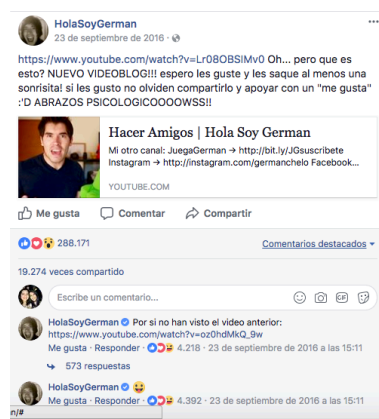 HolaSoyGerman
23 de septiembre de 2016 ·
https://www.youtube.com/watch?v=Lr08OBSIMv0 Oh... pero que es
esto? NUEVO VIDEOBLOG!!! espero les guste y les saque al menos una
sonrisita! si les gusto no olviden compartirlo y apoyar con un "me gusta"
:'D ABRAZOS PSICOLOGICOOOOWSS!!
Hacer Amigos | Hola Soy German
Mi otro canal: JuegaGerman → http://bit.ly/JGsuscribete
Instagram → http://instagram.com/germanchelo Facebook...
YOUTUBE.COM
Me gusta Comentar Compartir
288.171 Comentarios destacados
19.274 veces compartido
Escribe un comentario... GIF
HolaSoyGerman Por si no han visto el video anterior:
https://www.youtube.com/watch?v=oz0hdMkQ_9w
Me gusta · Responder · 4.218 · 23 de septiembre de 2016 a las 15:11
573 respuestas
HolaSoyGerman 😜
Me gusta · Responder · 4.392 · 23 de septiembre de 2016 a las 15:11
n/#